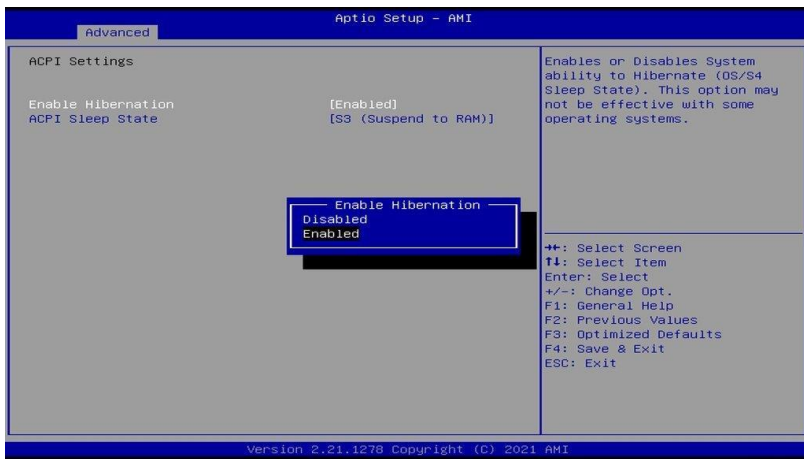 Aptio Setup – AMI
Advanced
ACPI Settings
Enable Hibernation [Enabled]
ACPI Sleep State [S3 (Suspend to RAM)]
Enable Hibernation
Disabled
Enabled
Enables or Disables System
ability to Hibernate (OS/S4
Sleep State). This option may
not be effective with some
operating systems.
→←: Select Screen
↑↓: Select Item
Enter: Select
+/-: Change Opt.
F1: General Help
F2: Previous Values
F3: Optimized Defaults
F4: Save & Exit
ESC: Exit
Version 2.21.1278 Copyright (C) 2021 AMI